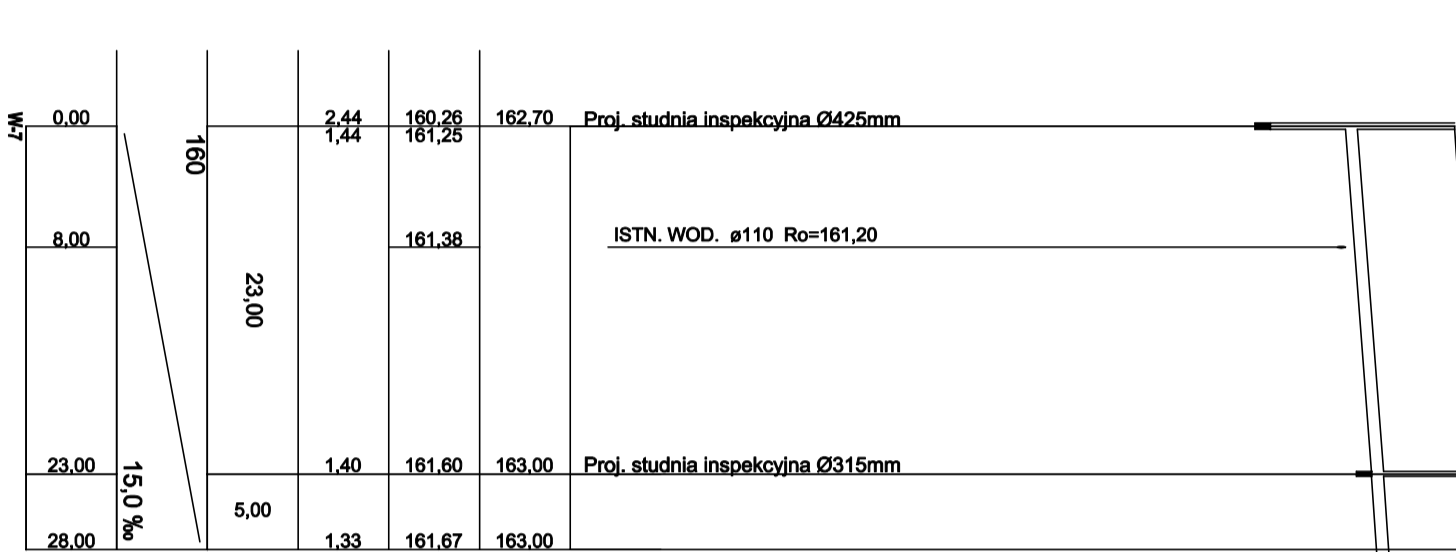 W-7
0,00 2,44 160,26 162,70 Proj. studnia inspekcyjna Ø425mm
160 1,44 161,25
8,00 161,38 ISTN. WOD. ø110 Ro=161,20
23,00
23,00 1,40 161,60 163,00 Proj. studnia inspekcyjna Ø315mm
15,0 ‰
5,00
28,00 1,33 161,67 163,00